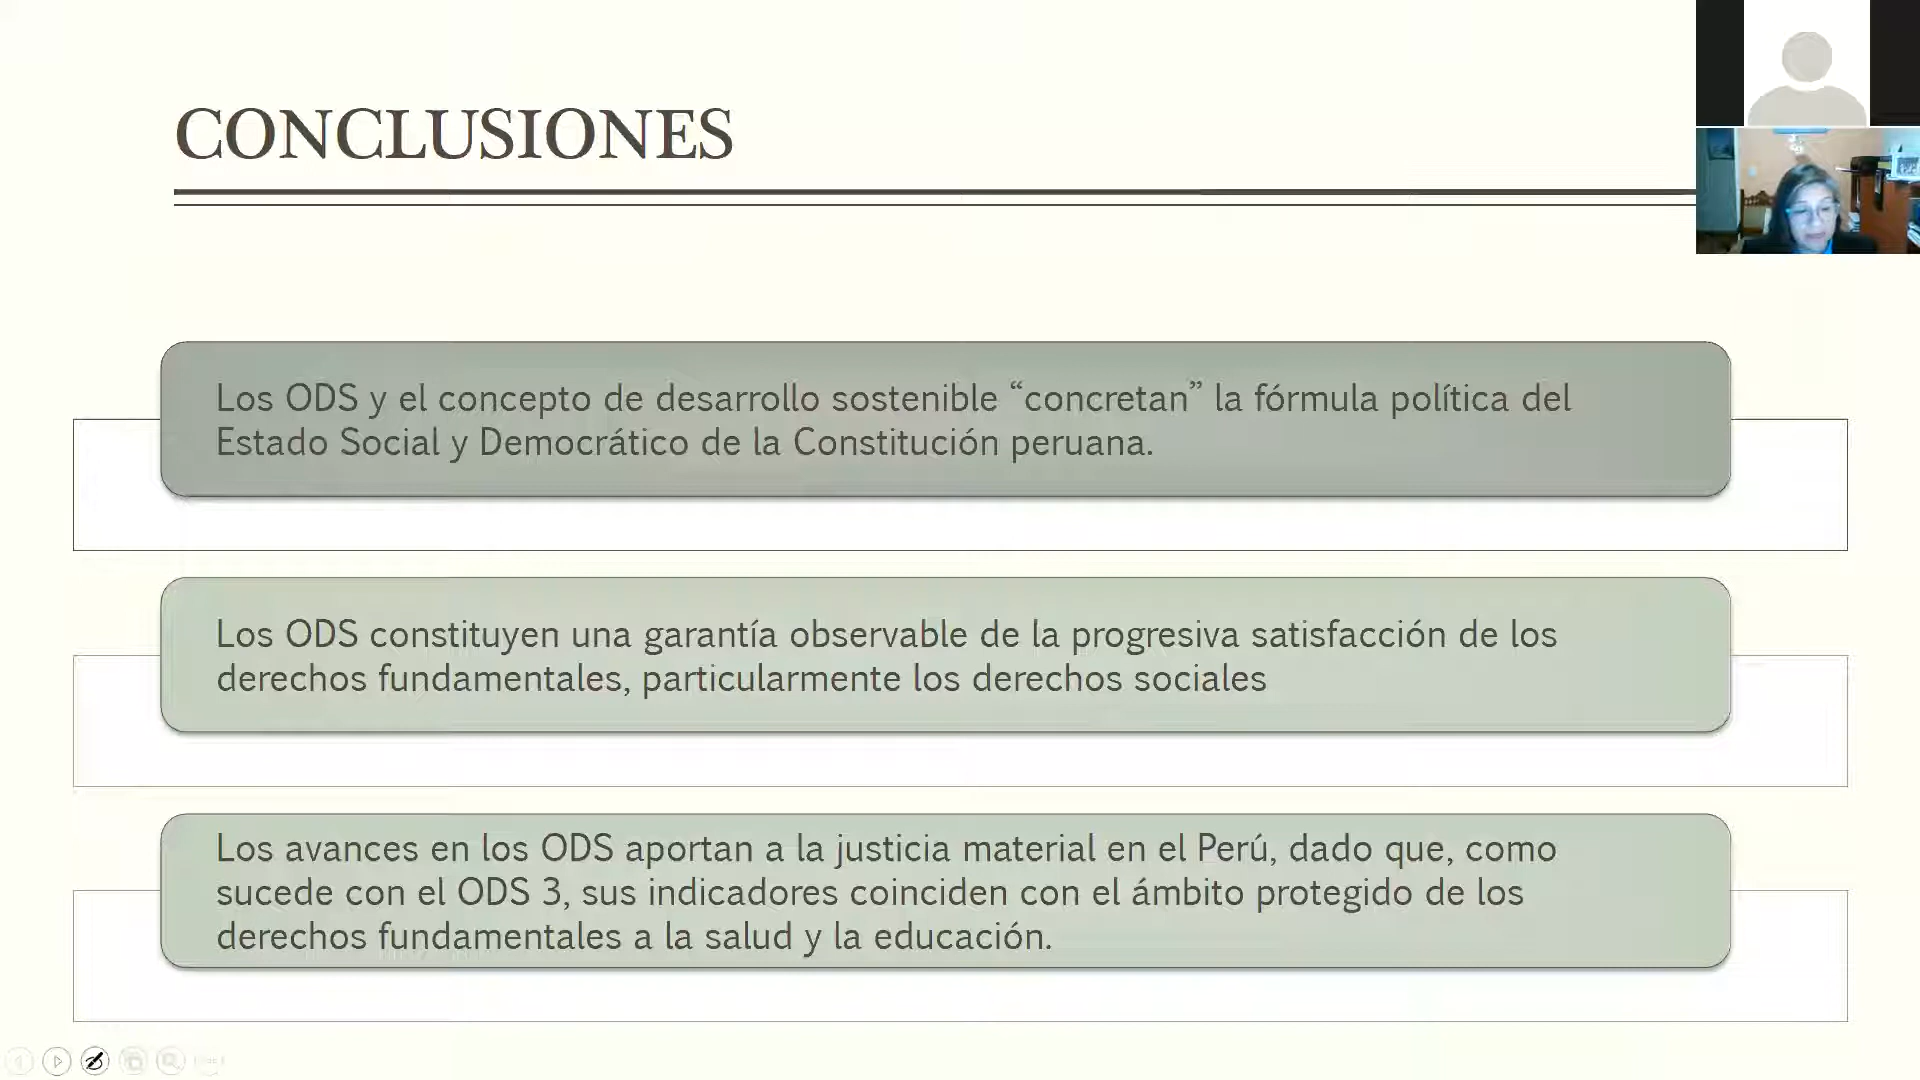 CONCLUSIONES
Los ODS y el concepto de desarrollo sostenible “concretan” la fórmula política del
Estado Social y Democrático de la Constitución peruana.
Los ODS constituyen una garantía observable de la progresiva satisfacción de los
derechos fundamentales, particularmente los derechos sociales
Los avances en los ODS aportan a la justicia material en el Perú, dado que, como
sucede con el ODS 3, sus indicadores coinciden con el ámbito protegido de los
derechos fundamentales a la salud y la educación.